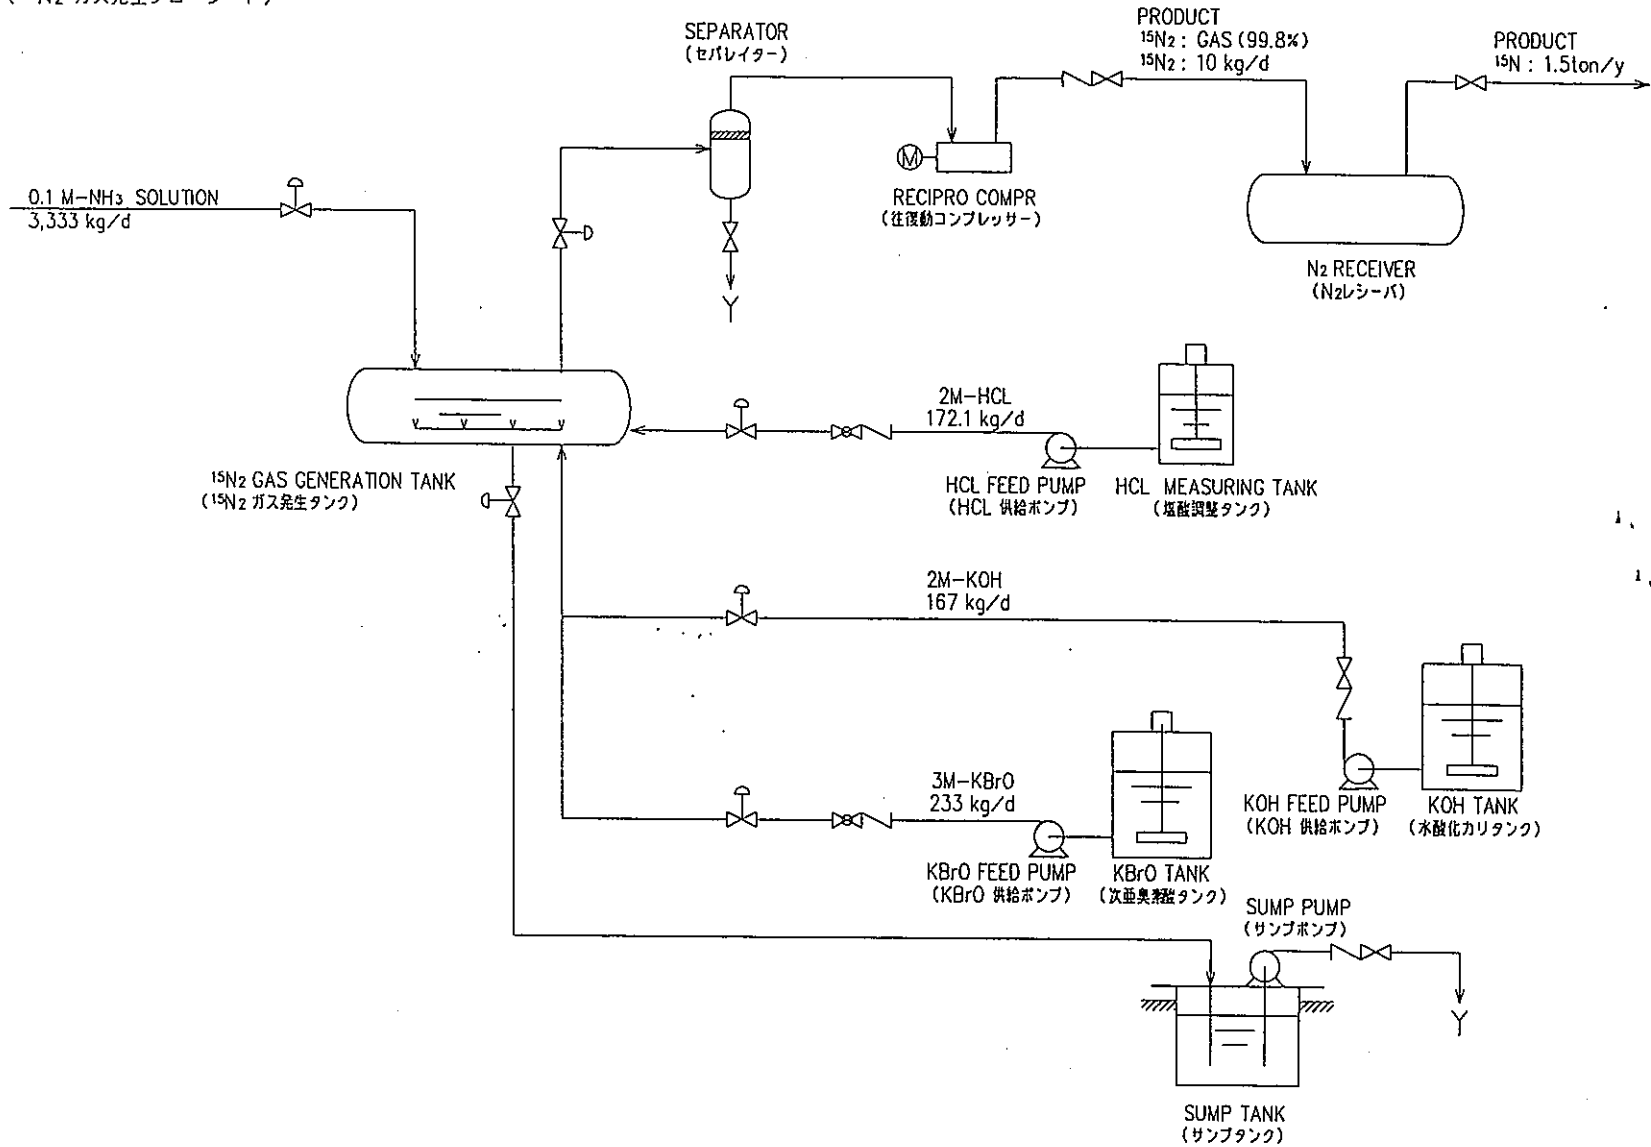 SEPARATOR
(セパレイター)
PRODUCT
¹⁵N₂ : GAS (99.8%)
¹⁵N₂ : 10 kg/d
PRODUCT
¹⁵N : 1.5ton/y
0.1 M-NH₃ SOLUTION
3,333 kg/d
M
RECIPRO COMPR
(往復動コンプレッサー)
N₂ RECEIVER
(N₂レシーバ)
¹⁵N₂ GAS GENERATION TANK
(¹⁵N₂ ガス発生タンク)
2M-HCL
172.1 kg/d
HCL FEED PUMP
(HCL 供給ポンプ)
HCL MEASURING TANK
(塩酸調整タンク)
2M-KOH
167 kg/d
KOH FEED PUMP
(KOH 供給ポンプ)
KOH TANK
(水酸化カリタンク)
3M-KBrO
233 kg/d
KBrO FEED PUMP
(KBrO 供給ポンプ)
KBrO TANK
(次亜臭素酸タンク)
SUMP PUMP
(サンプポンプ)
SUMP TANK
(サンプタンク)